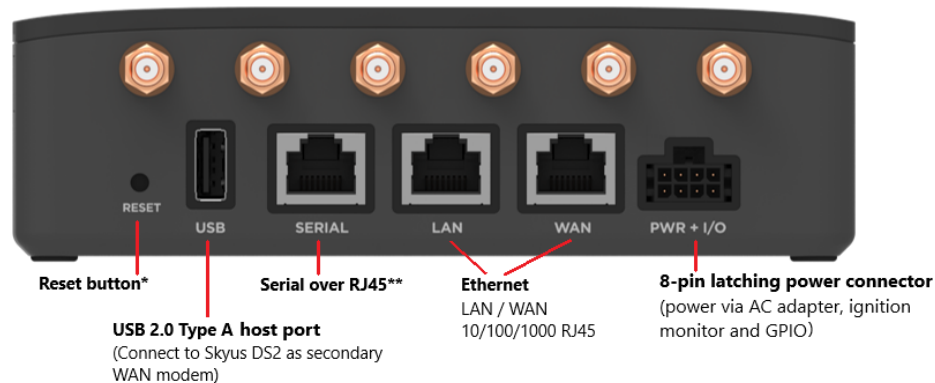 RESET
USB
SERIAL
LAN
WAN
PWR + I/O
Reset button*
USB 2.0 Type A host port
(Connect to Skyus DS2 as secondary
WAN modem)
Serial over RJ45**
Ethernet
LAN / WAN
10/100/1000 RJ45
8-pin latching power connector
(power via AC adapter, ignition
monitor and GPIO)